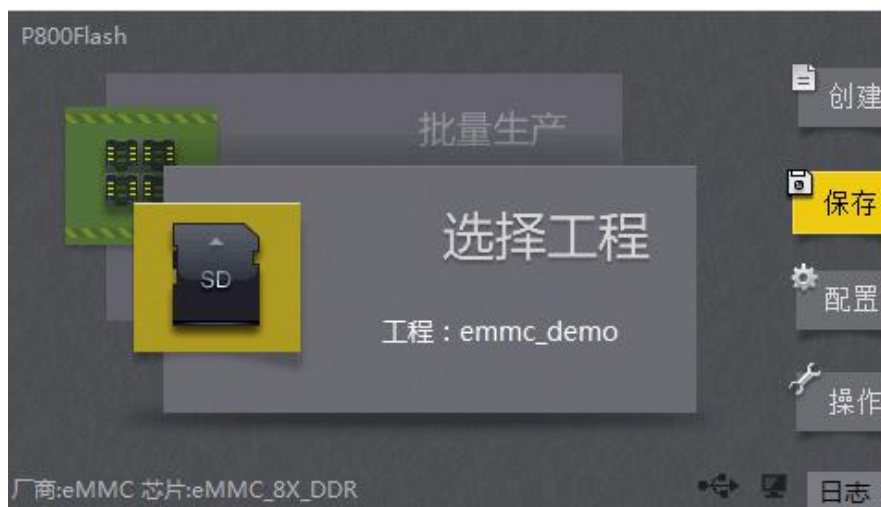 P800Flash
批量生产
创建
SD
选择工程
保存
配置
工程：emmc_demo
操作
厂商:eMMC 芯片:eMMC_8X_DDR
日志